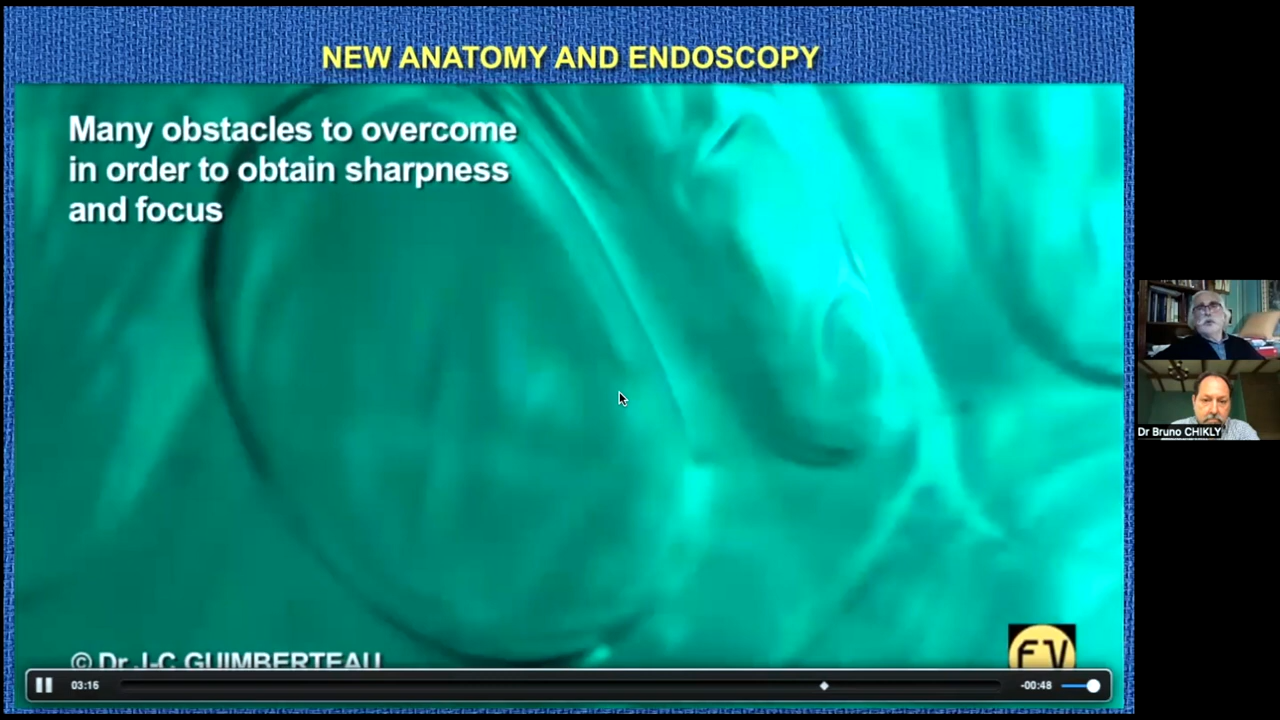 NEW ANATOMY AND ENDOSCOPY
Many obstacles to overcome
in order to obtain sharpness
and focus
© Dr J-C GUIMBERTEAU
EV
03:16
-00:48
Dr Bruno CHIKLY